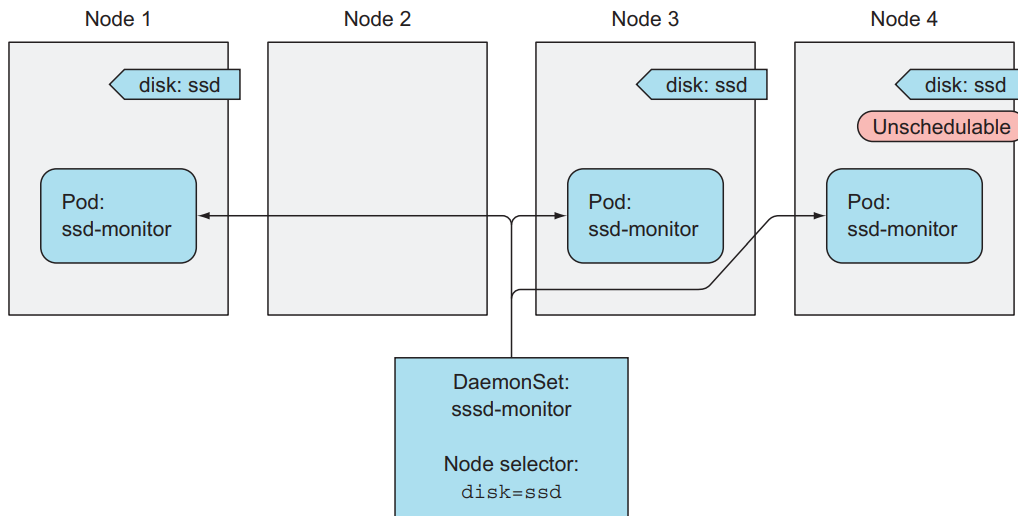 Node 1
Node 2
Node 3
Node 4
disk: ssd
disk: ssd
disk: ssd
Unschedulable
Pod:
ssd-monitor
Pod:
ssd-monitor
Pod:
ssd-monitor
DaemonSet:
sssd-monitor
Node selector:
disk=ssd